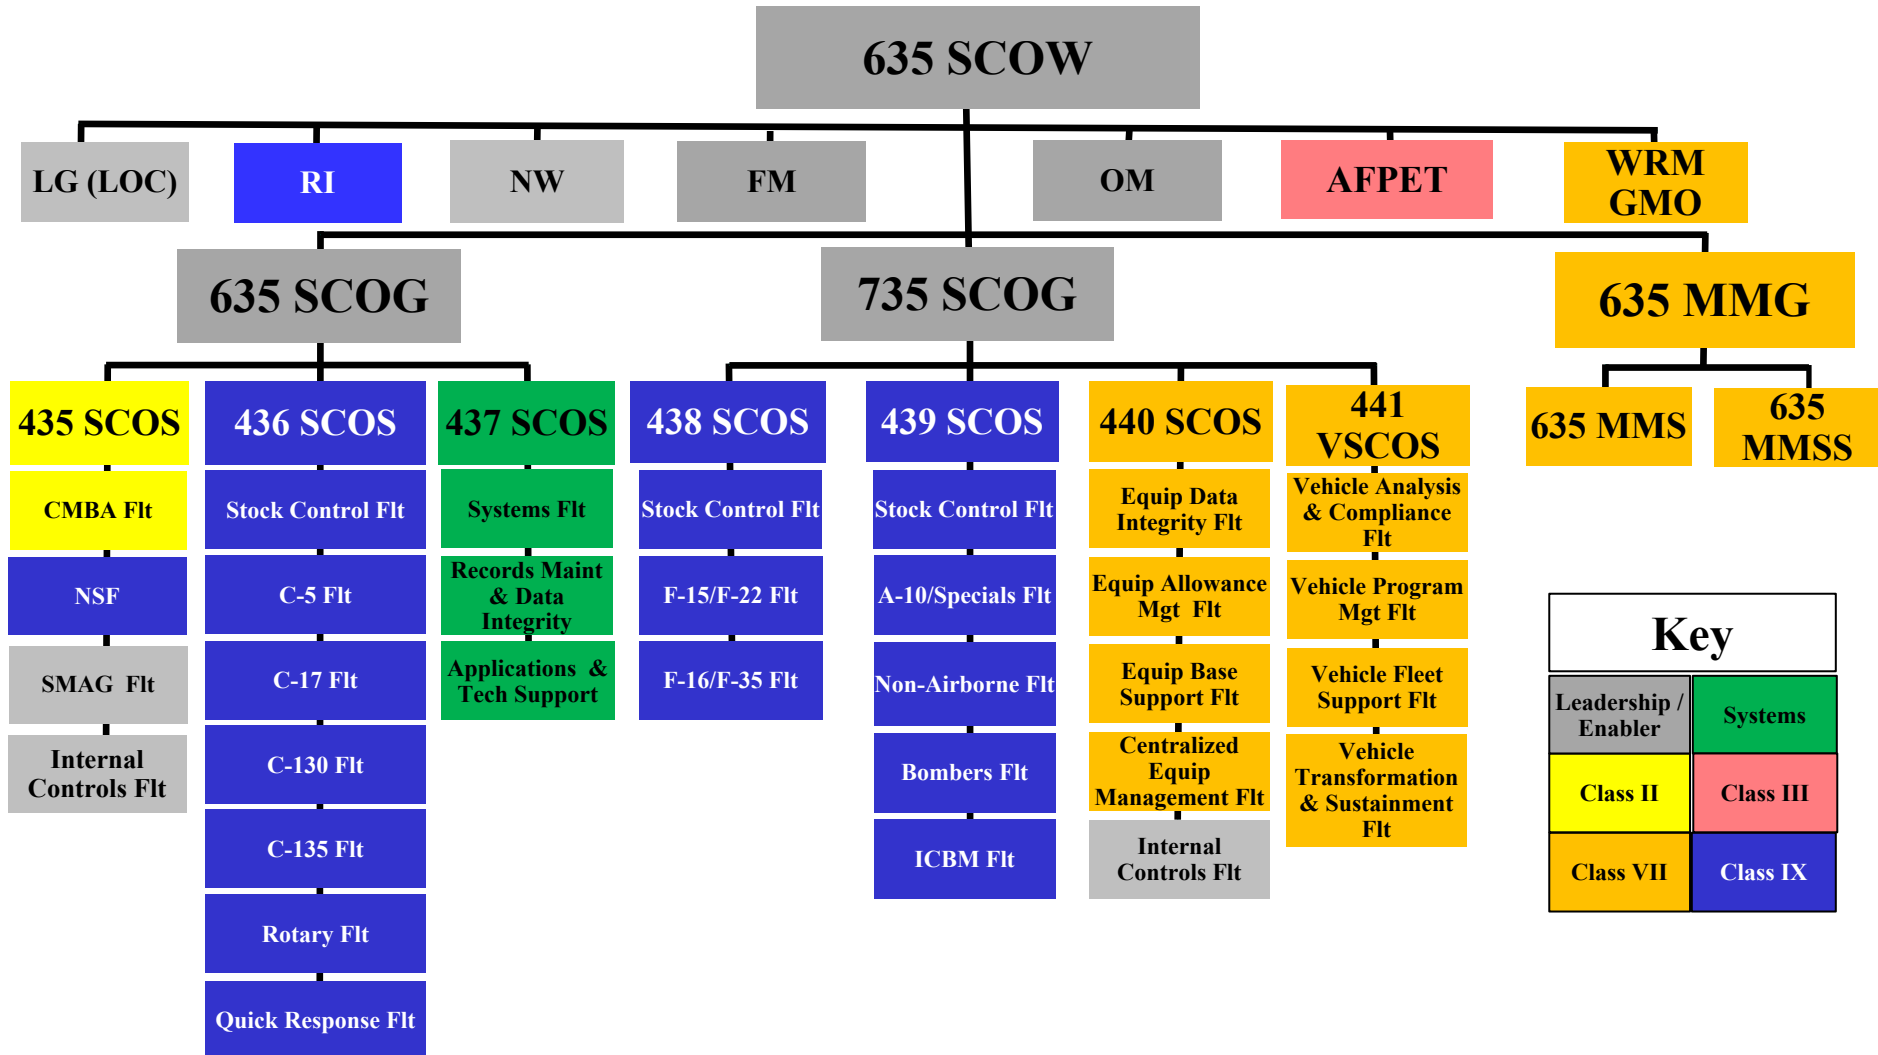 635 SCOW
LG (LOC)
RI
NW
FM
OM
AFPET
WRM
GMO
635 SCOG
735 SCOG
635 MMG
435 SCOS
CMBA Flt
NSF
SMAG Flt
Internal
Controls Flt
436 SCOS
Stock Control Flt
C-5 Flt
C-17 Flt
C-130 Flt
C-135 Flt
Rotary Flt
Quick Response Flt
437 SCOS
Systems Flt
Records Maint
& Data
Integrity
Applications &
Tech Support
438 SCOS
Stock Control Flt
F-15/F-22 Flt
F-16/F-35 Flt
439 SCOS
Stock Control Flt
A-10/Specials Flt
Non-Airborne Flt
Bombers Flt
ICBM Flt
440 SCOS
Equip Data
Integrity Flt
Equip Allowance
Mgt Flt
Equip Base
Support Flt
Centralized
Equip
Management Flt
Internal
Controls Flt
441
VSCOS
Vehicle Analysis
& Compliance
Flt
Vehicle Program
Mgt Flt
Vehicle Fleet
Support Flt
Vehicle
Transformation
& Sustainment
Flt
635 MMS
635
MMSS
Key
Leadership /
Enabler
Systems
Class II
Class III
Class VII
Class IX